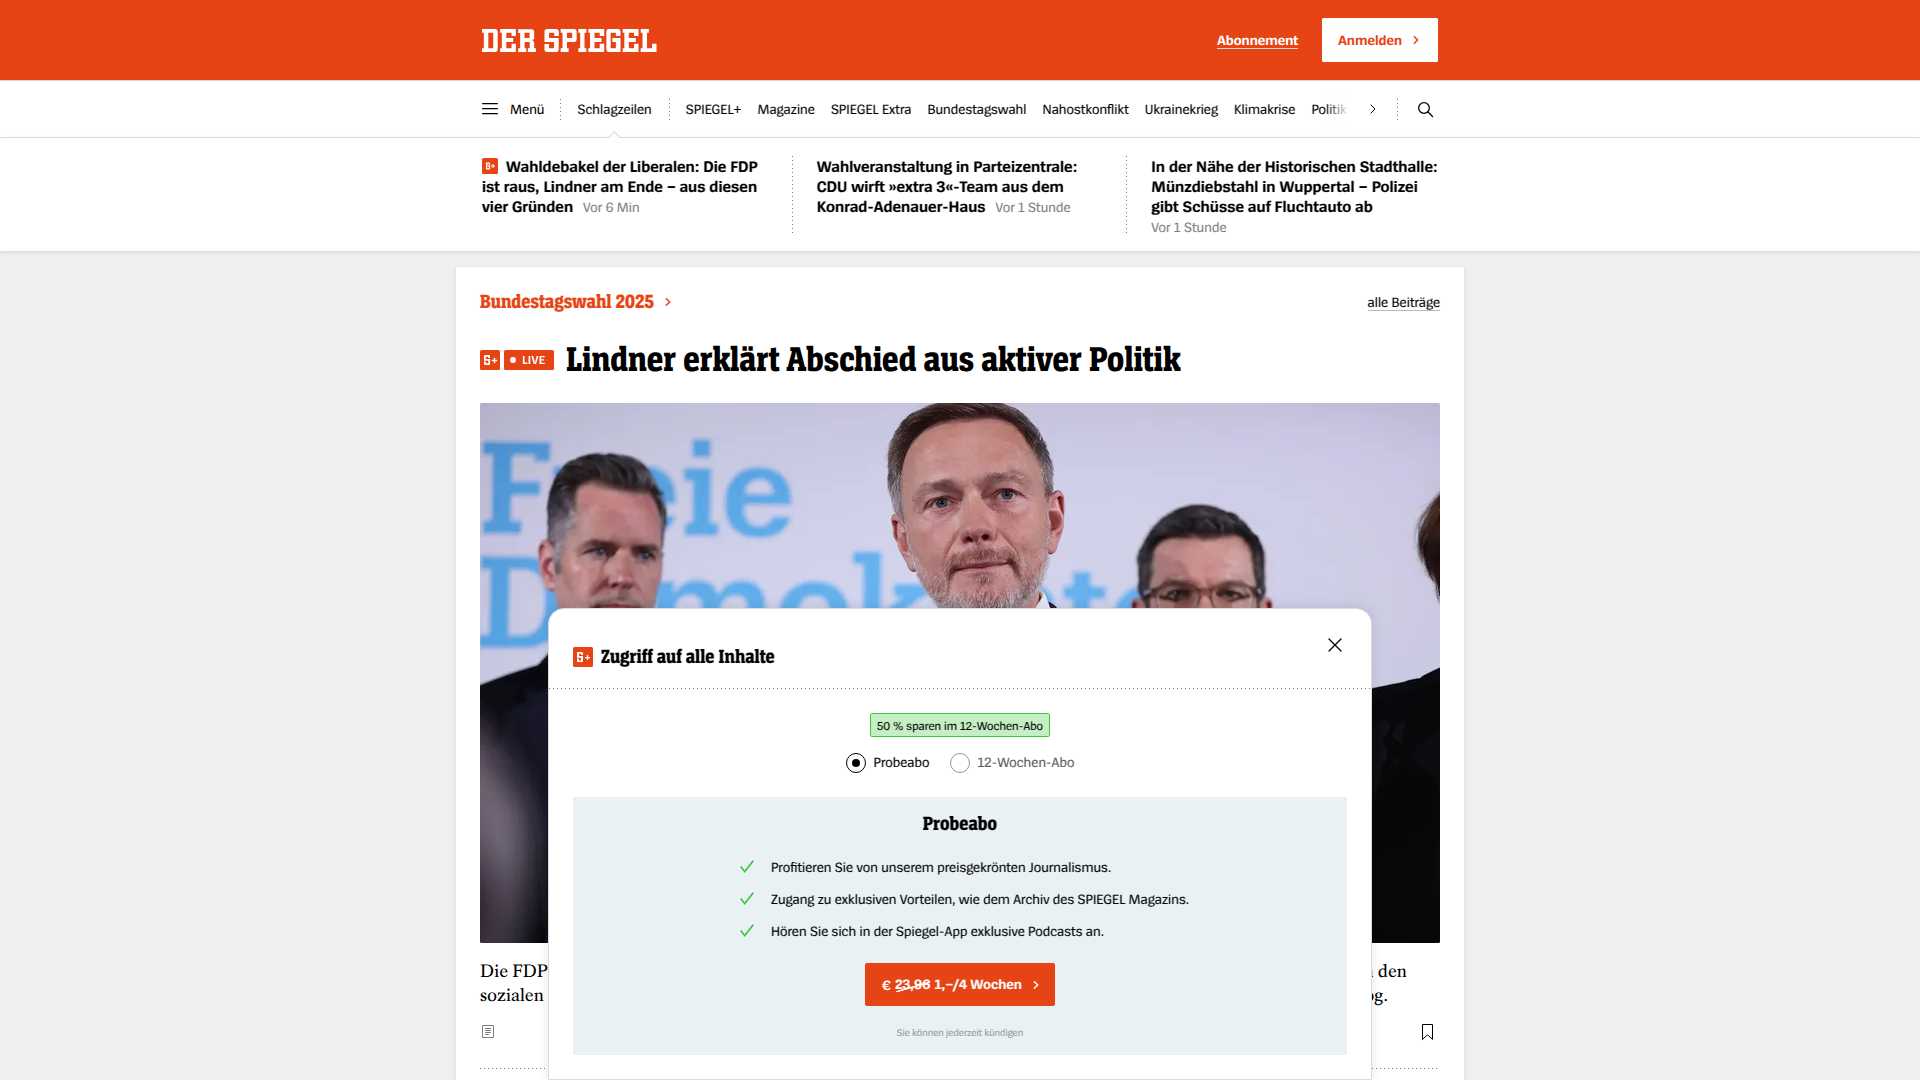 DER SPIEGEL
Abonnement
Anmelden
Menü
Schlagzeilen
SPIEGEL+
Magazine
SPIEGEL Extra
Bundestagswahl
Nahostkonflikt
Ukrainekrieg
Klimakrise
Politik
Wahldebakel der Liberalen: Die FDP
ist raus, Lindner am Ende – aus diesen
vier Gründen Vor 6 Min
Wahlveranstaltung in Parteizentrale:
CDU wirft »extra 3«-Team aus dem
Konrad-Adenauer-Haus Vor 1 Stunde
In der Nähe der Historischen Stadthalle:
Münzdiebstahl in Wuppertal – Polizei
gibt Schüsse auf Fluchtauto ab
Vor 1 Stunde
Bundestagswahl 2025
alle Beiträge
S+ LIVE Lindner erklärt Abschied aus aktiver Politik
Freie
S+ Zugriff auf alle Inhalte
50 % sparen im 12-Wochen-Abo
Probeabo
12-Wochen-Abo
Probeabo
Profitieren Sie von unserem preisgekrönten Journalismus.
Zugang zu exklusiven Vorteilen, wie dem Archiv des SPIEGEL Magazins.
Hören Sie sich in der Spiegel-App exklusive Podcasts an.
€ 23,96 1,–/4 Wochen
Sie können jederzeit kündigen
Die FDP
den
sozialen